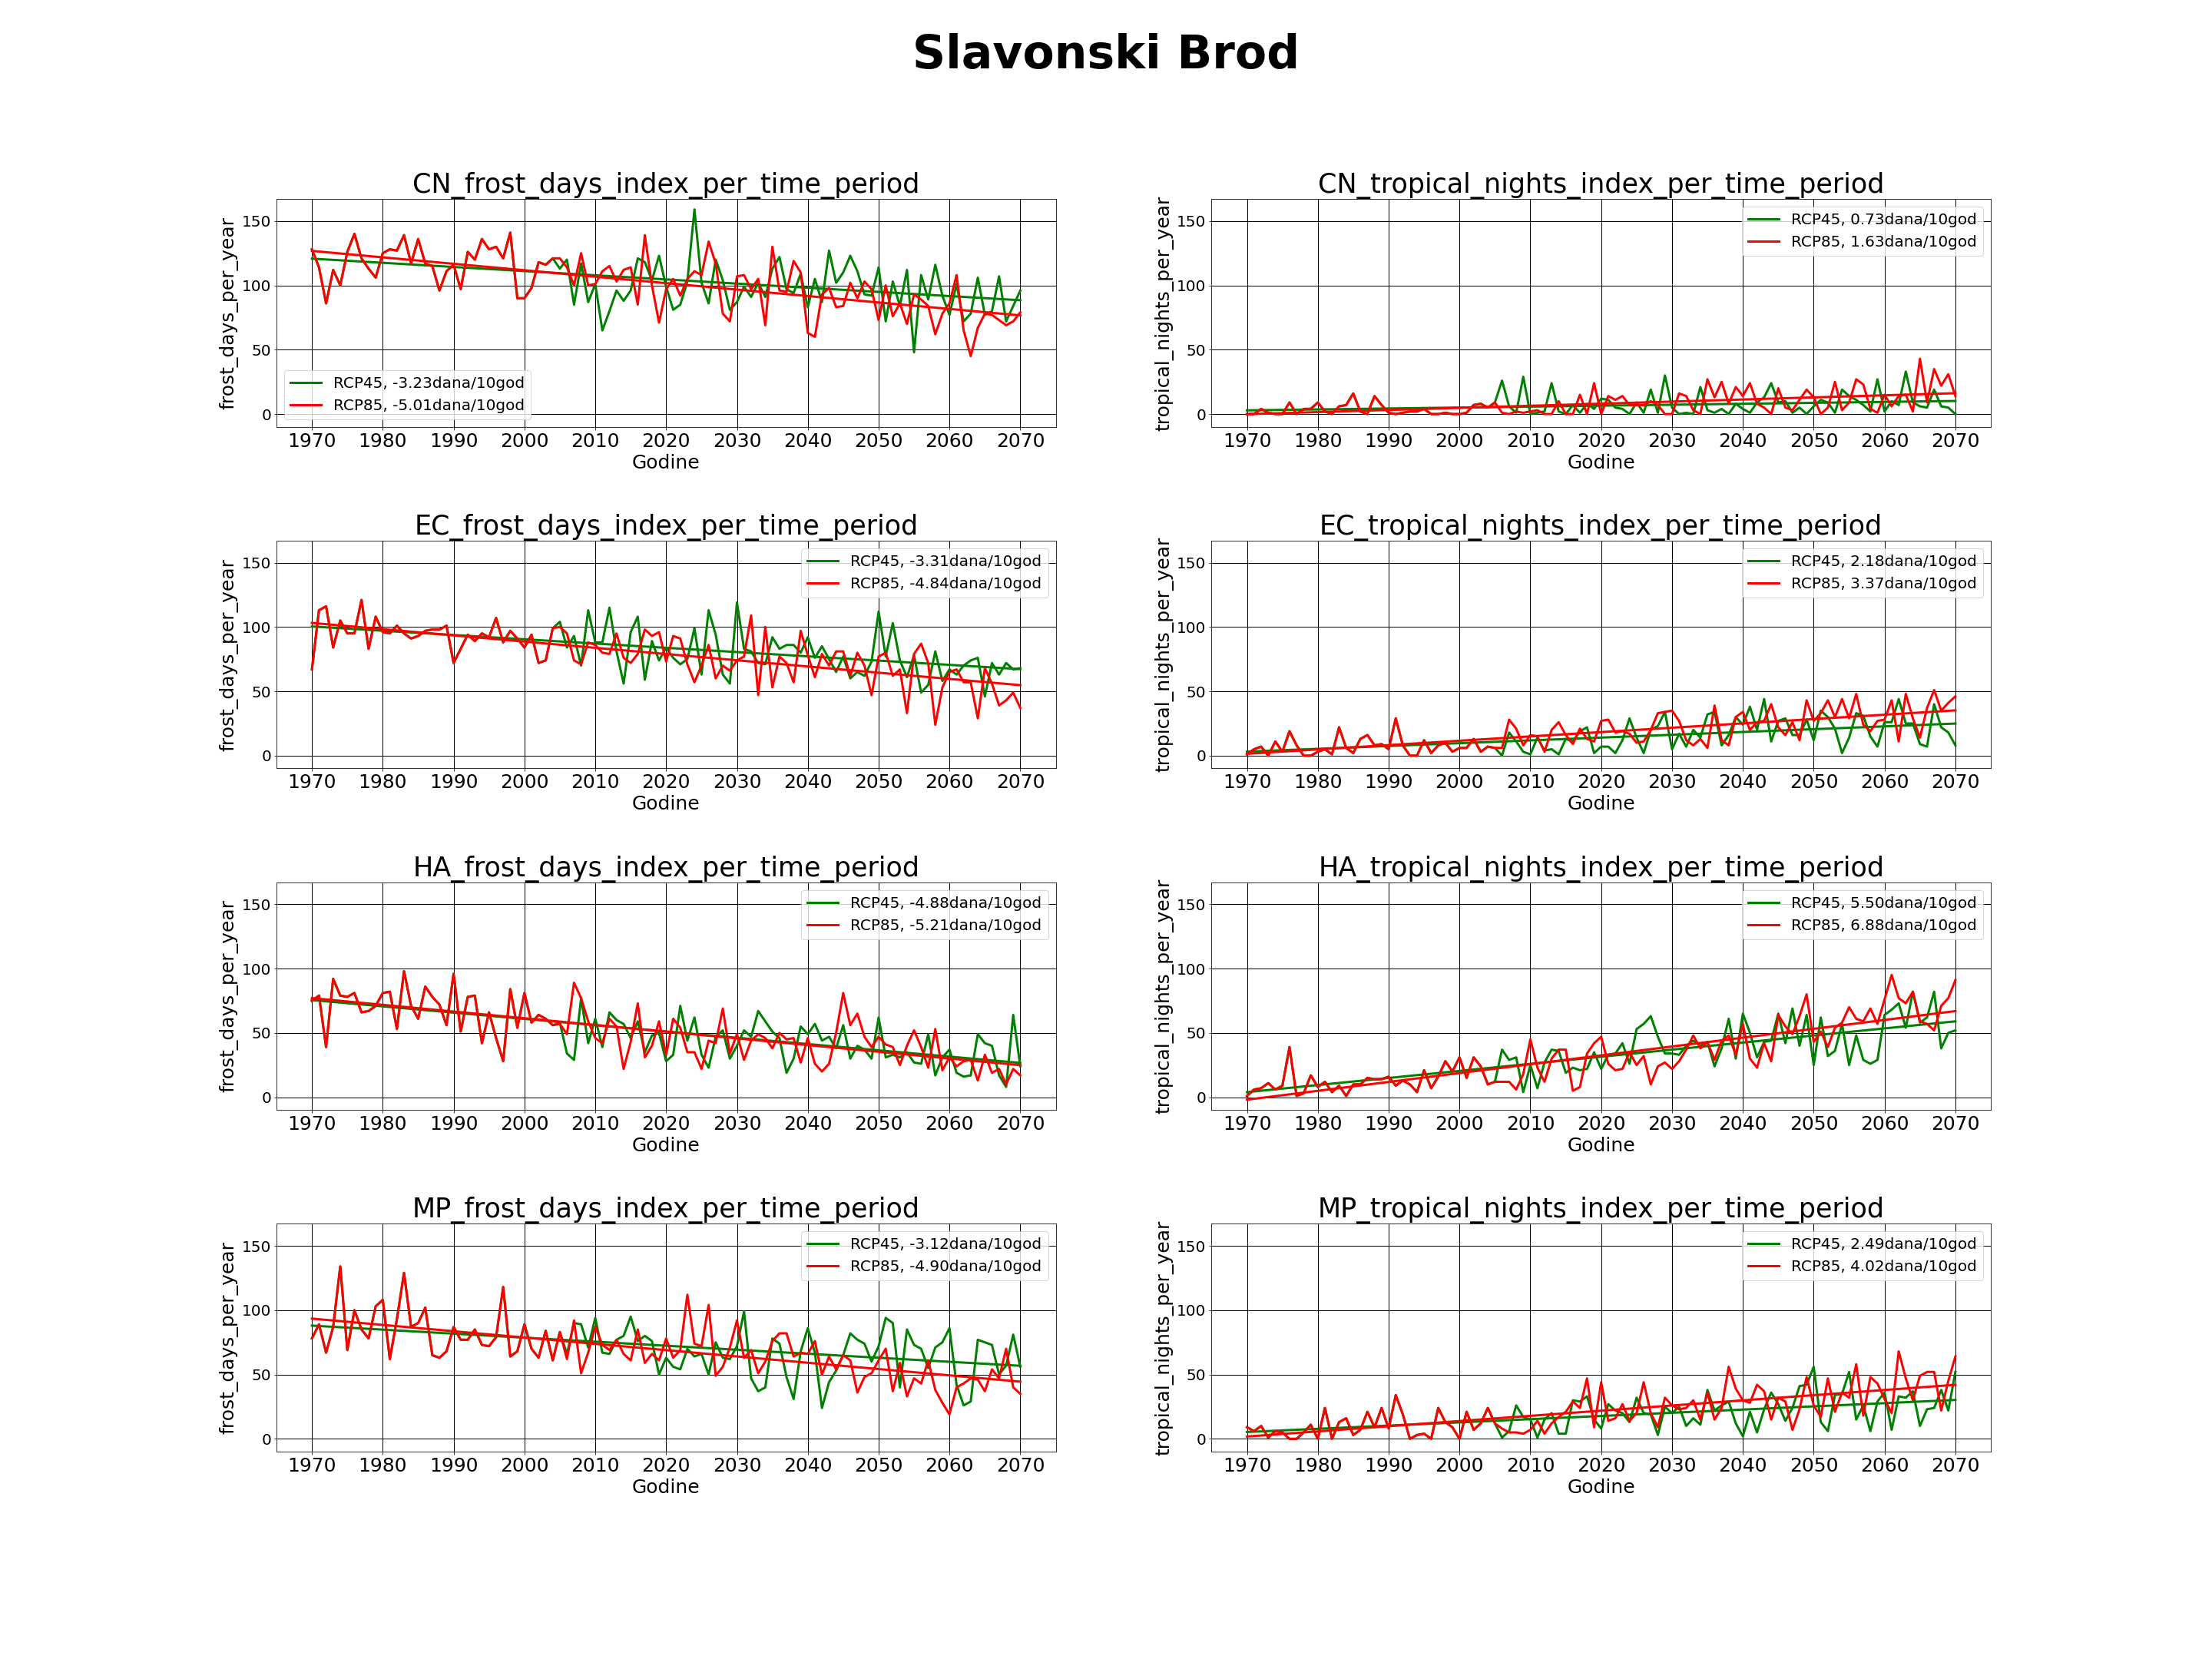 Slavonski Brod
CN_frost_days_index_per_time_period
frost_days_per_year
150
100
50
0
RCP45, -3.23dana/10god
RCP85, -5.01dana/10god
1970 1980 1990 2000 2010 2020 2030 2040 2050 2060 2070
Godine
CN_tropical_nights_index_per_time_period
tropical_nights_per_year
150
100
50
0
RCP45, 0.73dana/10god
RCP85, 1.63dana/10god
1970 1980 1990 2000 2010 2020 2030 2040 2050 2060 2070
Godine
EC_frost_days_index_per_time_period
frost_days_per_year
150
100
50
0
RCP45, -3.31dana/10god
RCP85, -4.84dana/10god
1970 1980 1990 2000 2010 2020 2030 2040 2050 2060 2070
Godine
EC_tropical_nights_index_per_time_period
tropical_nights_per_year
150
100
50
0
RCP45, 2.18dana/10god
RCP85, 3.37dana/10god
1970 1980 1990 2000 2010 2020 2030 2040 2050 2060 2070
Godine
HA_frost_days_index_per_time_period
frost_days_per_year
150
100
50
0
RCP45, -4.88dana/10god
RCP85, -5.21dana/10god
1970 1980 1990 2000 2010 2020 2030 2040 2050 2060 2070
Godine
HA_tropical_nights_index_per_time_period
tropical_nights_per_year
150
100
50
0
RCP45, 5.50dana/10god
RCP85, 6.88dana/10god
1970 1980 1990 2000 2010 2020 2030 2040 2050 2060 2070
Godine
MP_frost_days_index_per_time_period
frost_days_per_year
150
100
50
0
RCP45, -3.12dana/10god
RCP85, -4.90dana/10god
1970 1980 1990 2000 2010 2020 2030 2040 2050 2060 2070
Godine
MP_tropical_nights_index_per_time_period
tropical_nights_per_year
150
100
50
0
RCP45, 2.49dana/10god
RCP85, 4.02dana/10god
1970 1980 1990 2000 2010 2020 2030 2040 2050 2060 2070
Godine